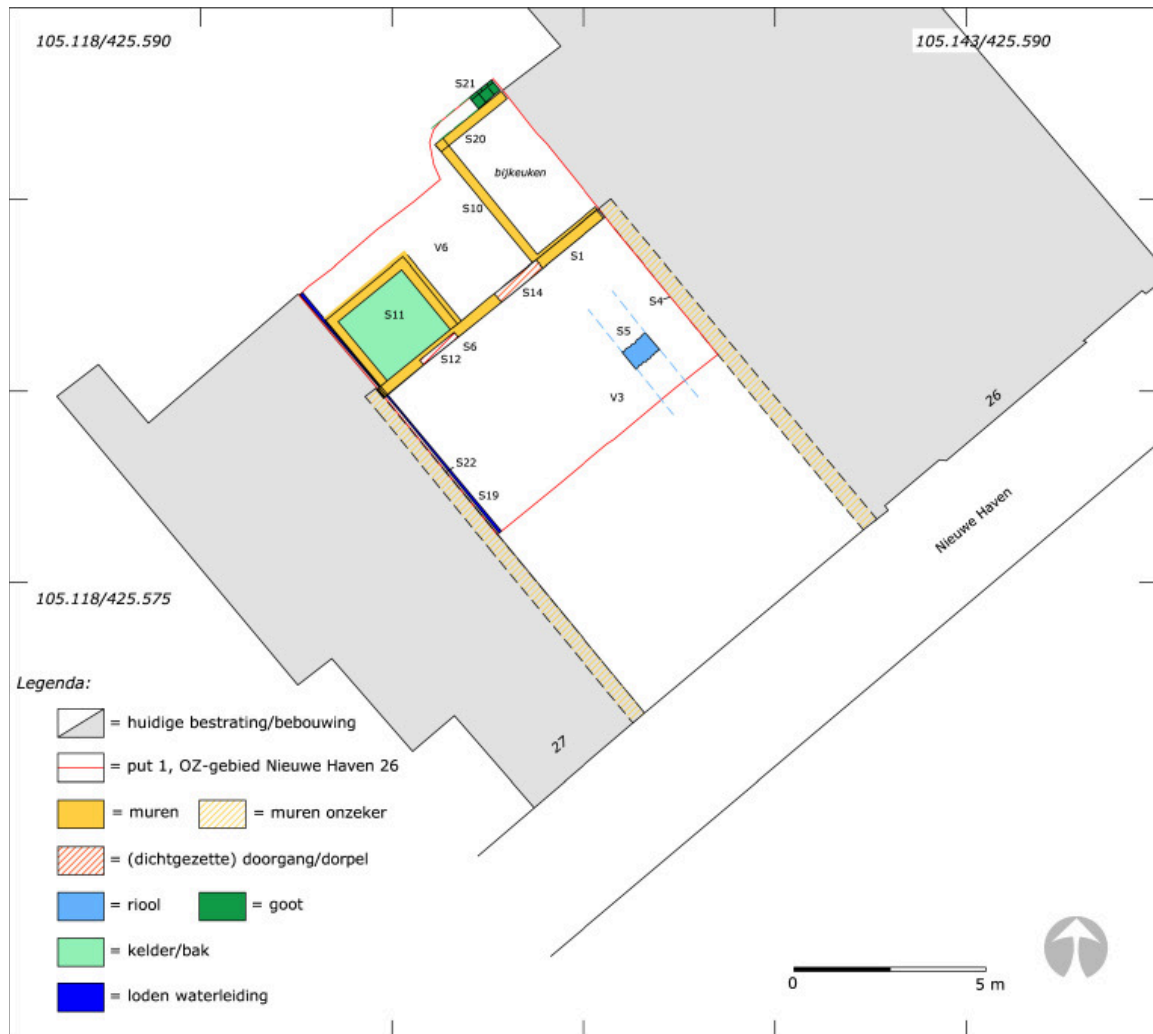 105.118/425.590
105.143/425.590
S21
S20
bijkeuken
S10
V6
S1
S14
S4
S11
S5
S6
S12
V3
26
S22
S19
Nieuwe Haven
105.118/425.575
27
Legenda:
= huidige bestrating/bebouwing
= put 1, OZ-gebied Nieuwe Haven 26
= muren = muren onzeker
= (dichtgezette) doorgang/dorpel
= riool = goot
= kelder/bak
= loden waterleiding
0 5 m